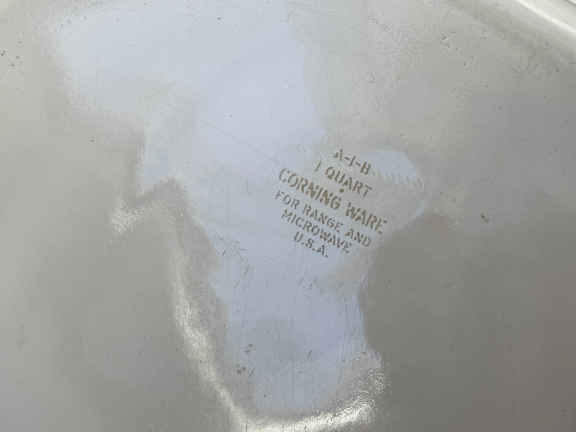 A-1-B
1 QUART
CORNING WARE
FOR RANGE AND
MICROWAVE
U.S.A.